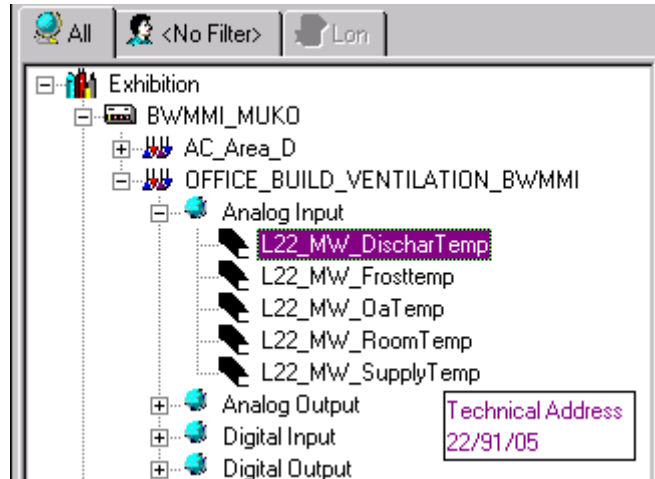 All <No Filter> Lon
Exhibition
BWMMI_MUKO
AC_Area_D
OFFICE_BUILD_VENTILATION_BWMMI
Analog Input
L22_MW_DischarTemp
L22_MW_Frosttemp
L22_MW_OaTemp
L22_MW_RoomTemp
L22_MW_SupplyTemp
Analog Output
Digital Input
Digital Output
Technical Address
22/91/05